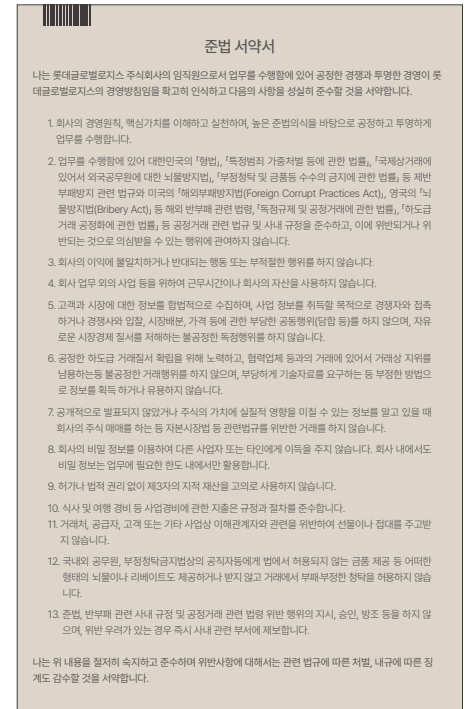 준법 서약서
나는 롯데글로벌로지스 주식회사의 임직원으로서 업무를 수행함에 있어 공정한 경쟁과 투명한 경영이 롯
데글로벌로지스의 경영방침임을 확고히 인식하고 다음의 사항을 성실히 준수할 것을 서약합니다.
1. 회사의 경영원칙, 핵심가치를 이해하고 실천하며, 높은 준법의식을 바탕으로 공정하고 투명하게
업무를 수행합니다.
2. 업무를 수행함에 있어 대한민국의 「형법」, 「특정범죄 가중처벌 등에 관한 법률」, 「국제상거래에
있어서 외국공무원에 대한 뇌물방지법」, 「부정청탁 및 금품등 수수의 금지에 관한 법률」 등 제반
부패방지 관련 법규와 미국의 「해외부패방지법(Foreign Corrupt Practices Act)」, 영국의 「뇌
물방지법(Bribery Act)」 등 해외 반부패 관련 법령, 「독점규제 및 공정거래에 관한 법률」, 「하도급
거래 공정화에 관한 법률」 등 공정거래 관련 법규 및 사내 규정을 준수하고, 이에 위반되거나 위
반되는 것으로 의심받을 수 있는 행위에 관여하지 않습니다.
3. 회사의 이익에 불일치하거나 반대되는 행동 또는 부적절한 행위를 하지 않습니다.
4. 회사 업무 외의 사업 등을 위하여 근무시간이나 회사의 자산을 사용하지 않습니다.
5. 고객과 시장에 대한 정보를 합법적으로 수집하며, 사업 정보를 취득할 목적으로 경쟁자와 접촉
하거나 경쟁사와 입찰, 시장배분, 가격 등에 관한 부당한 공동행위(담합 등)를 하지 않으며, 자유
로운 시장경제 질서를 저해하는 불공정한 독점행위를 하지 않습니다.
6. 공정한 하도급 거래질서 확립을 위해 노력하고, 협력업체 등과의 거래에 있어서 거래상 지위를
남용하는등 불공정한 거래행위를 하지 않으며, 부당하게 기술자료를 요구하는 등 부정한 방법으
로 정보를 획득 하거나 유용하지 않습니다.
7. 공개적으로 발표되지 않았거나 주식의 가치에 실질적 영향을 미칠 수 있는 정보를 알고 있을 때
회사의 주식 매매를 하는 등 자본시장법 등 관련법규를 위반한 거래를 하지 않습니다.
8. 회사의 비밀 정보를 이용하여 다른 사업자 또는 타인에게 이득을 주지 않습니다. 회사 내에서도
비밀 정보는 업무에 필요한 한도 내에서만 활용합니다.
9. 허가나 법적 권리 없이 제3자의 지적 재산을 고의로 사용하지 않습니다.
10. 식사 및 여행 경비 등 사업경비에 관한 지출은 규정과 절차를 준수합니다.
11. 거래처, 공급자, 고객 또는 기타 사업상 이해관계자와 관련을 위반하여 선물이나 접대를 주고받
지 않습니다.
12. 국내외 공무원, 부정청탁금지법상의 공직자등에게 법에서 허용되지 않는 금품 제공 등 어떠한
형태의 뇌물이나 리베이트도 제공하거나 받지 않고 거래에서 부패·부정한 청탁을 허용하지 않습
니다.
13. 준법, 반부패 관련 사내 규정 및 공정거래 관련 법령 위반 행위의 지시, 승인, 방조 등을 하지 않
으며, 위반 우려가 있는 경우 즉시 사내 관련 부서에 제보합니다.
나는 위 내용을 철저히 숙지하고 준수하며 위반사항에 대해서는 관련 법규에 따른 처벌, 내규에 따른 징
계도 감수할 것을 서약합니다.